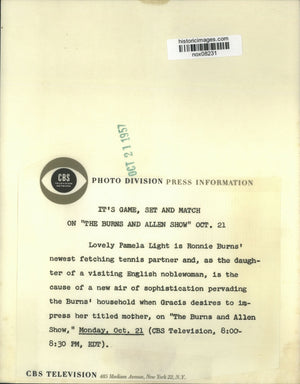 historicimages.com
nox08231
OCT 21 1957
CBS
TELEVISION
NETWORK
PHOTO DIVISION PRESS INFORMATION
IT'S GAME, SET AND MATCH
ON "THE BURNS AND ALLEN SHOW" OCT. 21
Lovely Pamela Light is Ronnie Burns'
newest fetching tennis partner and, as the daugh-
ter of a visiting English noblewoman, is the
cause of a new air of sophistication pervading
the Burns' household when Gracie desires to im-
press her titled mother, on "The Burns and Allen
Show," Monday, Oct. 21 (CBS Television, 8:00-
8:30 PM, EDT).
CBS TELEVISION 485 Madison Avenue, New York 22, N.Y.